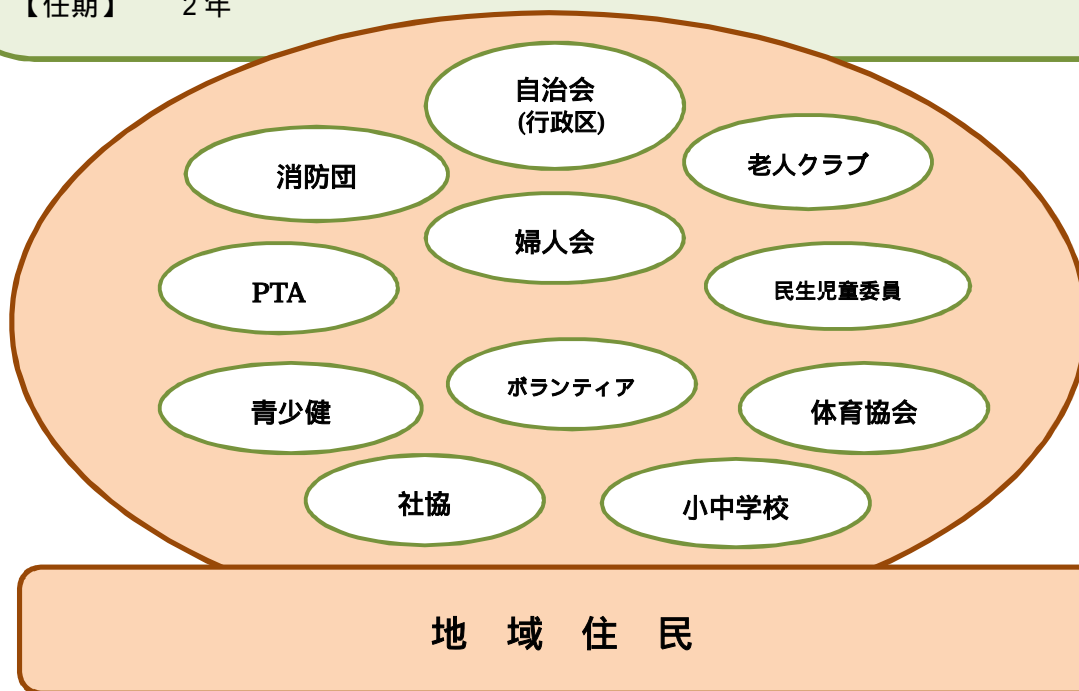 【任期】　2年
自治会
(行政区)
老人クラブ
消防団
婦人会
PTA
民生児童委員
ボランティア
青少健
体育協会
社協
小中学校
地 域 住 民